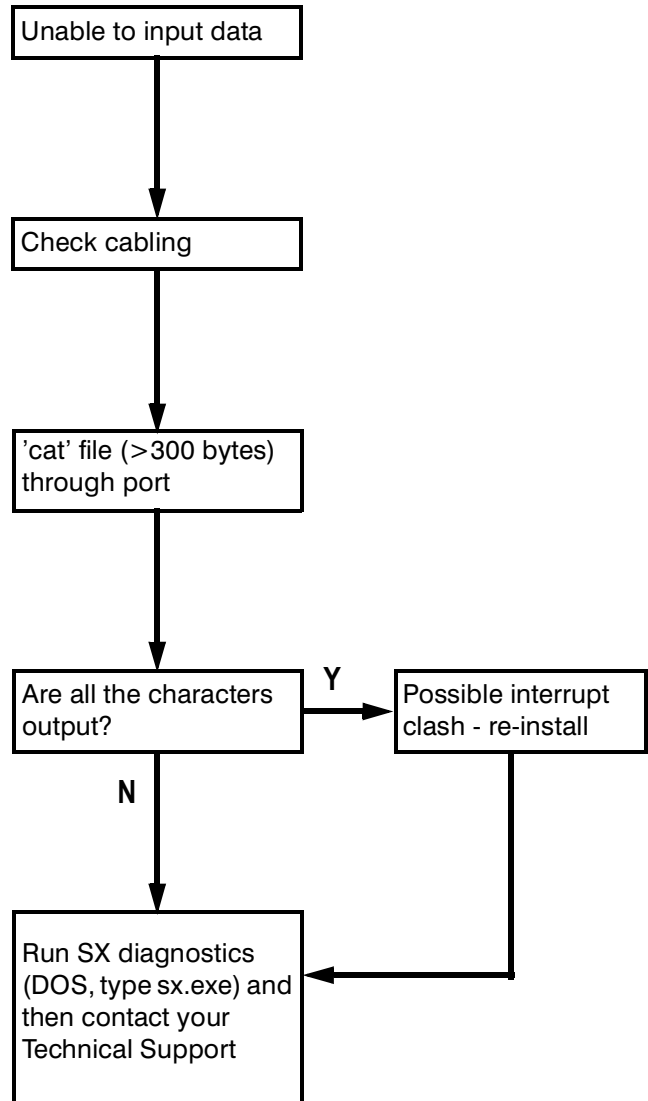 Unable to input data
Check cabling
'cat' file (>300 bytes)
through port
Are all the characters
output?
Y
Possible interrupt
clash - re-install
N
Run SX diagnostics
(DOS, type sx.exe) and
then contact your
Technical Support